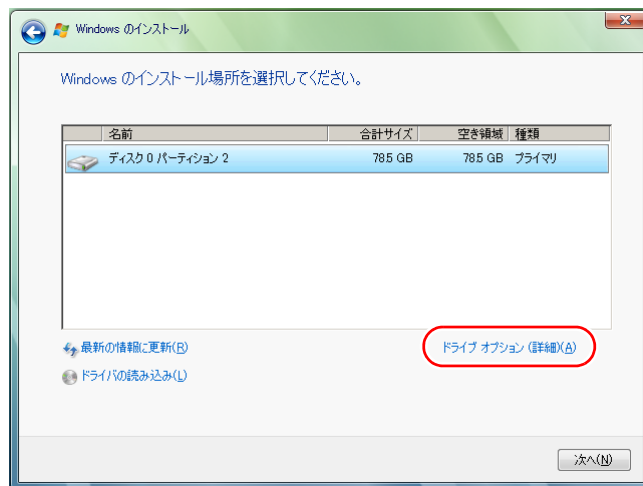 Windows のインストール
Windows のインストール場所を選択してください。
名前 合計サイズ 空き領域 種類
ディスク 0 パーティション 2 78.5 GB 78.5 GB プライマリ
最新の情報に更新(R) ドライブ オプション (詳細)(A)
ドライバの読み込み(L)
次へ(N)